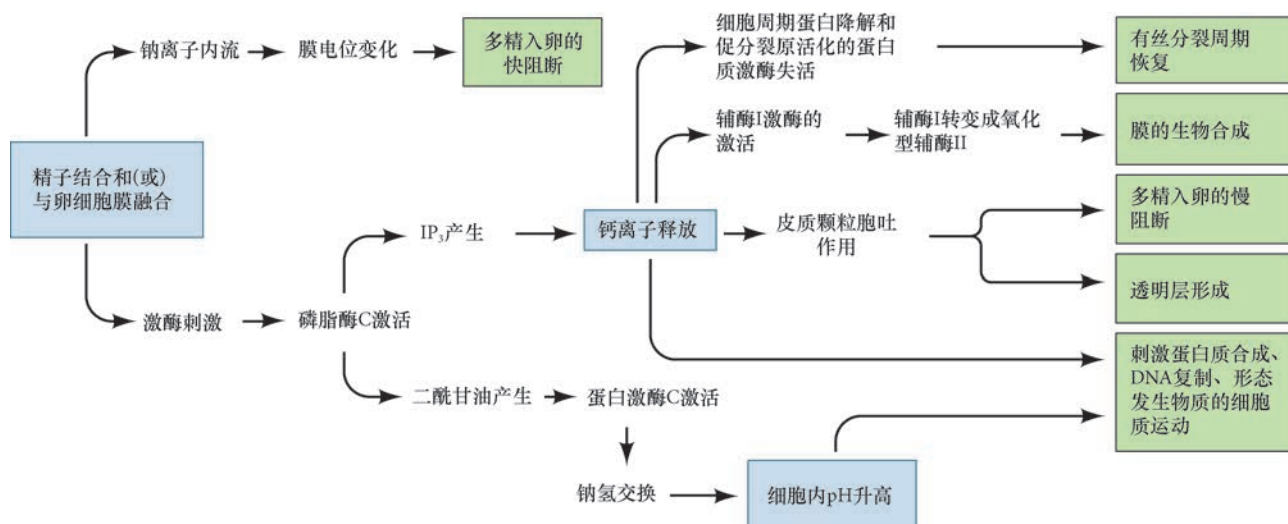 钠离子内流
膜电位变化
多精入卵的
快阻断
精子结合和(或)
与卵细胞膜融合
激酶刺激
磷脂酶C激活
IP₃产生
钙离子释放
二酰甘油产生
蛋白激酶C激活
钠氢交换
细胞内pH升高
细胞周期蛋白降解和
促分裂原活化的蛋白
质激酶失活
有丝分裂周期
恢复
辅酶I激酶的
激活
辅酶I转变成氧化
型辅酶II
膜的生物合成
皮质颗粒胞吐
作用
多精入卵的慢
阻断
透明层形成
刺激蛋白质合成、
DNA复制、形态
发生物质的细胞
质运动